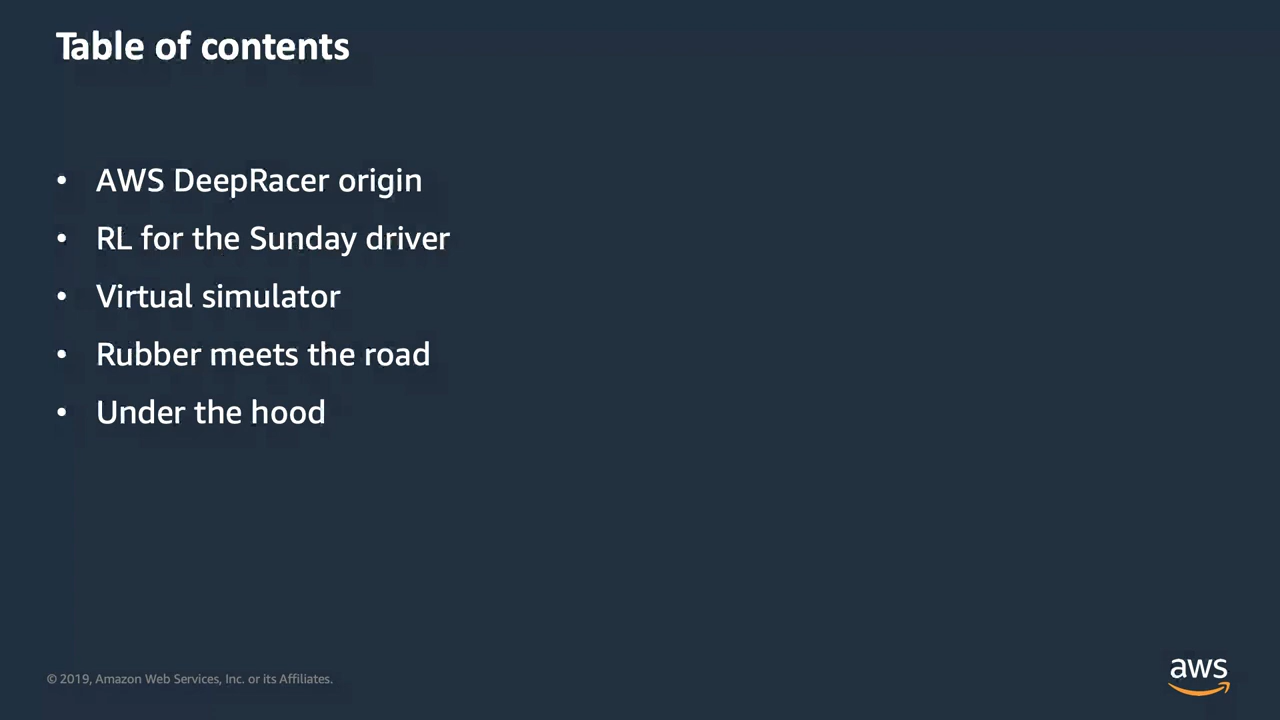 Table of contents
• AWS DeepRacer origin
• RL for the Sunday driver
• Virtual simulator
• Rubber meets the road
• Under the hood
© 2019, Amazon Web Services, Inc. or its Affiliates.
aws